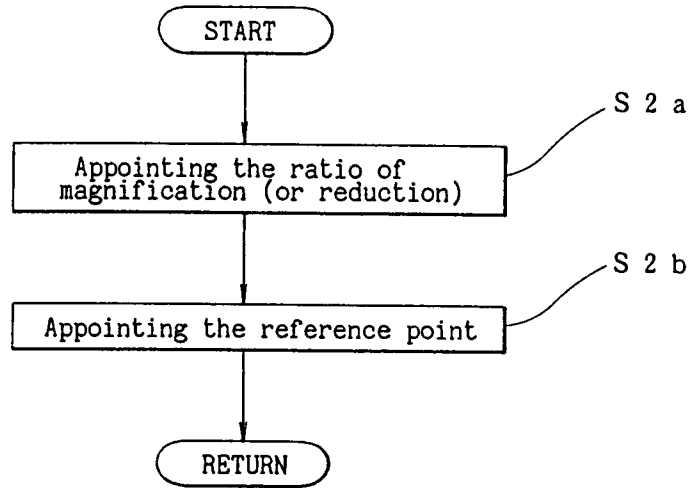 START
S 2 a
Appointing the ratio of
magnification (or reduction)
S 2 b
Appointing the reference point
RETURN